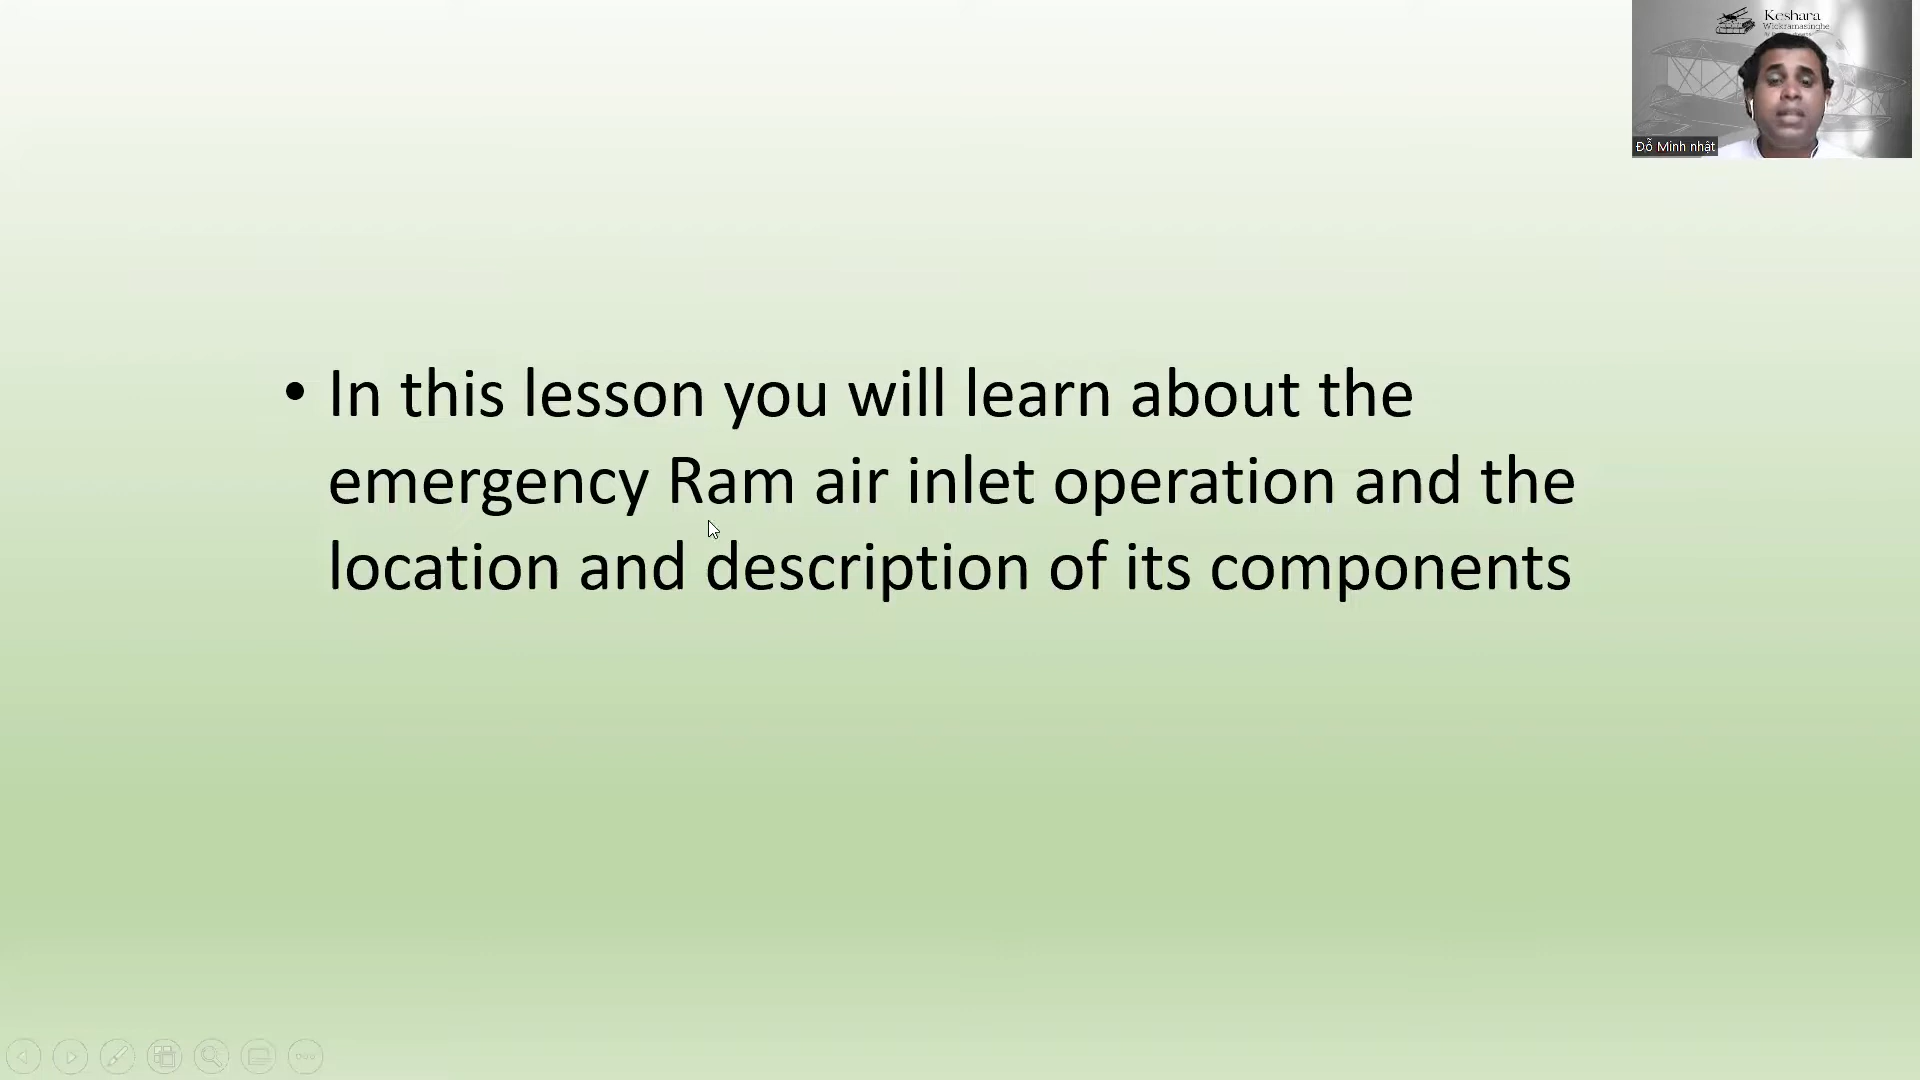 Keshara
Wickramasinghe
Đỗ Minh nhật
• In this lesson you will learn about the
emergency Ram air inlet operation and the
location and description of its components